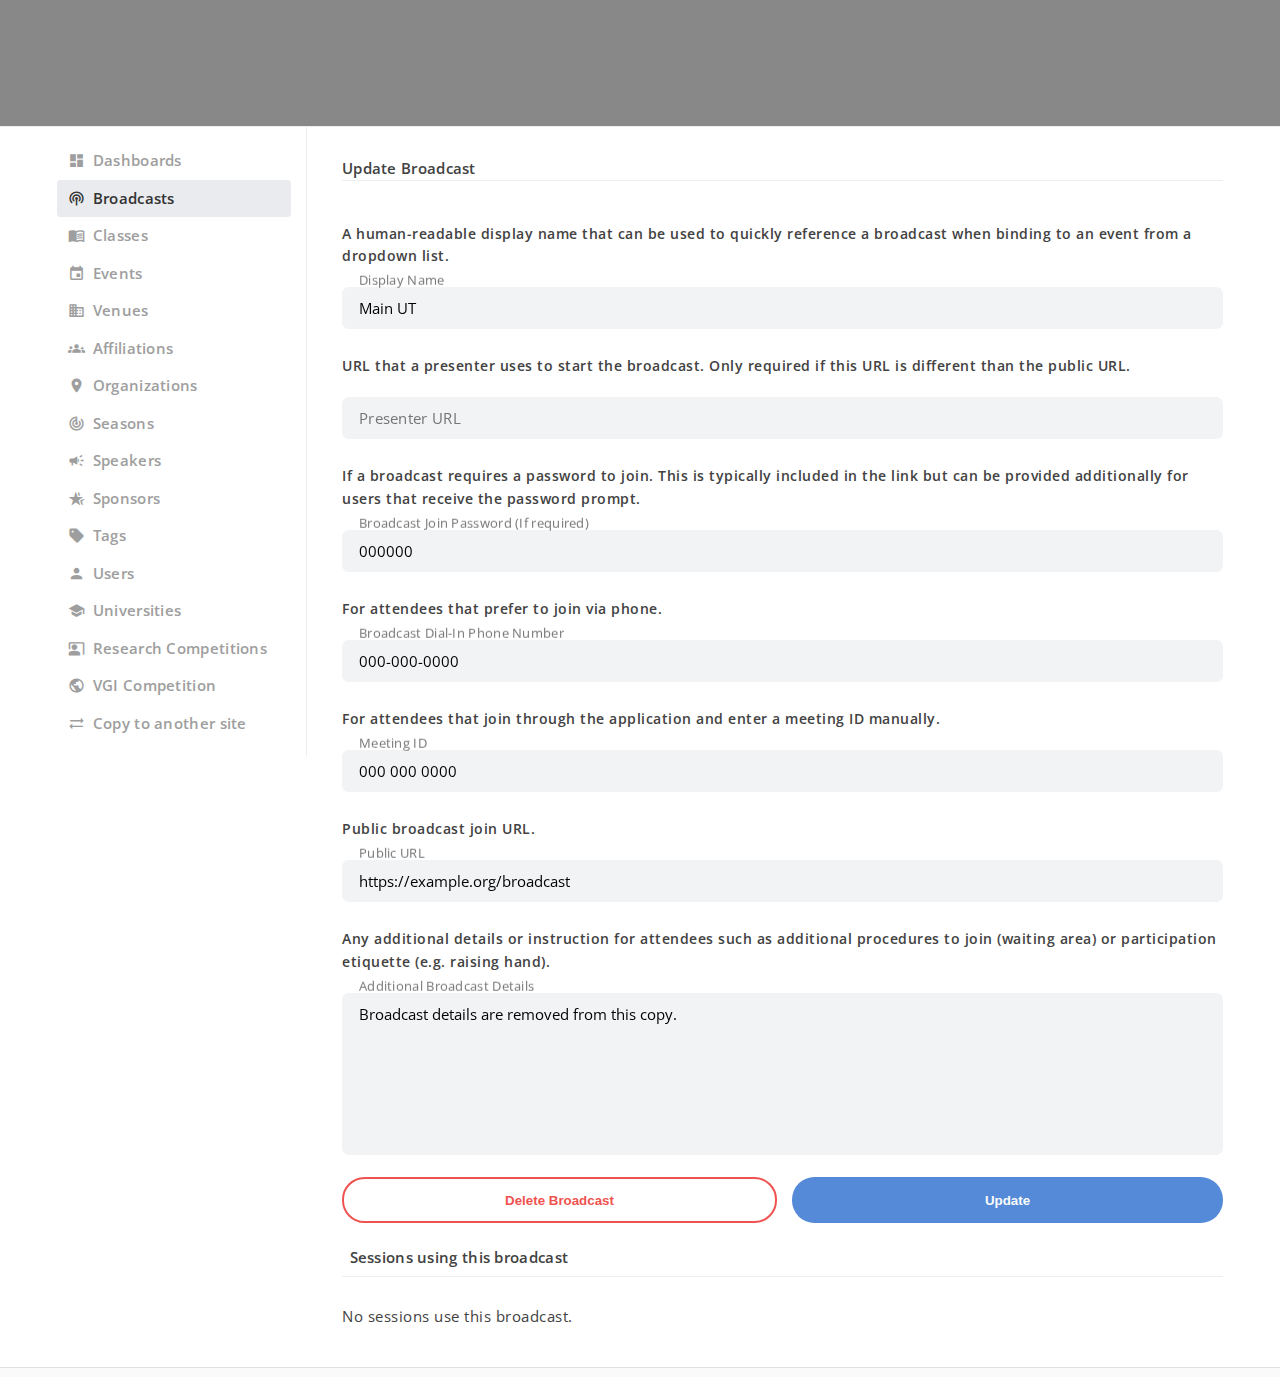 Dashboards
Broadcasts
Classes
Events
Venues
Affiliations
Organizations
Seasons
Speakers
Sponsors
Tags
Users
Universities
Research Competitions
VGI Competition
Copy to another site
Update Broadcast
A human-readable display name that can be used to quickly reference a broadcast when binding to an event from a
dropdown list.
Display Name
Main UT
URL that a presenter uses to start the broadcast. Only required if this URL is different than the public URL.
Presenter URL
If a broadcast requires a password to join. This is typically included in the link but can be provided additionally for
users that receive the password prompt.
Broadcast Join Password (If required)
000000
For attendees that prefer to join via phone.
Broadcast Dial-In Phone Number
000-000-0000
For attendees that join through the application and enter a meeting ID manually.
Meeting ID
000 000 0000
Public broadcast join URL.
Public URL
https://example.org/broadcast
Any additional details or instruction for attendees such as additional procedures to join (waiting area) or participation
etiquette (e.g. raising hand).
Additional Broadcast Details
Broadcast details are removed from this copy.
Delete Broadcast
Update
Sessions using this broadcast
No sessions use this broadcast.